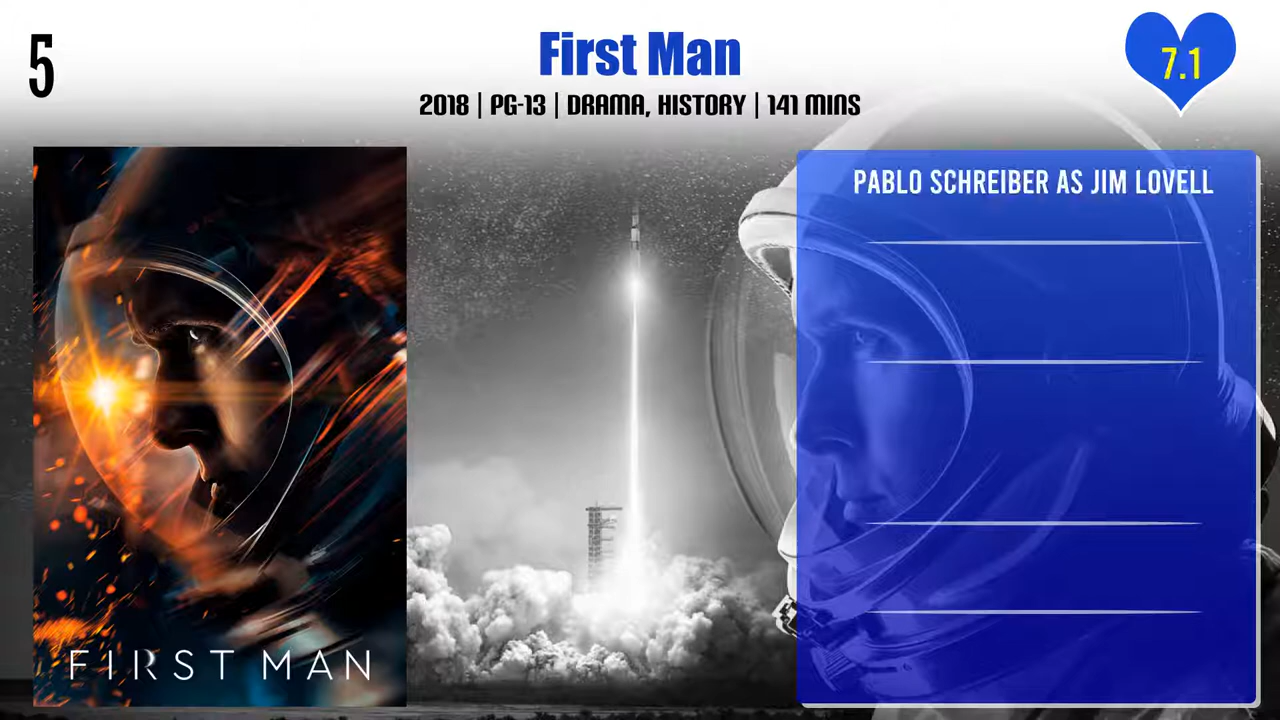 5
First Man
7.1
2018 | PG-13 | DRAMA, HISTORY | 141 MINS
PABLO SCHREIBER AS JIM LOVELL
FIRST MAN